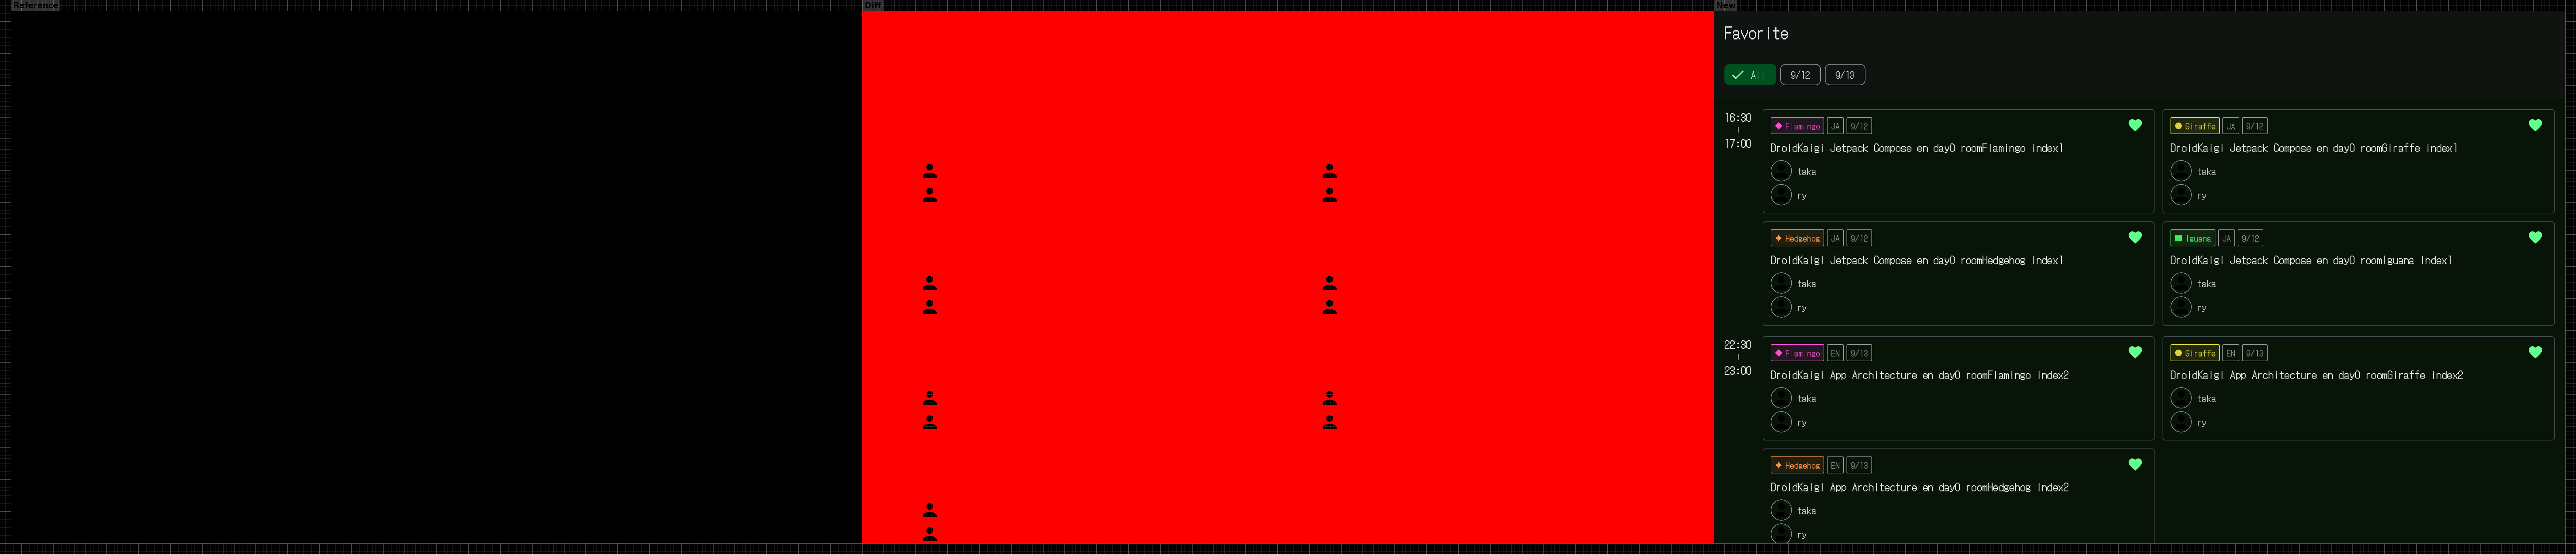 Reference
Diff
New
Favorite
All 9/12 9/13
16:30
17:00
Flamingo JA 9/12
DroidKaigi Jetpack Compose en day0 roomFlamingo index1
taka
ry
Giraffe JA 9/12
DroidKaigi Jetpack Compose en day0 roomGiraffe index1
taka
ry
Hedgehog JA 9/12
DroidKaigi Jetpack Compose en day0 roomHedgehog index1
taka
ry
Iguana JA 9/12
DroidKaigi Jetpack Compose en day0 roomIguana index1
taka
ry
22:30
23:00
Flamingo EN 9/13
DroidKaigi App Architecture en day0 roomFlamingo index2
taka
ry
Giraffe EN 9/13
DroidKaigi App Architecture en day0 roomGiraffe index2
taka
ry
Hedgehog EN 9/13
DroidKaigi App Architecture en day0 roomHedgehog index2
taka
ry